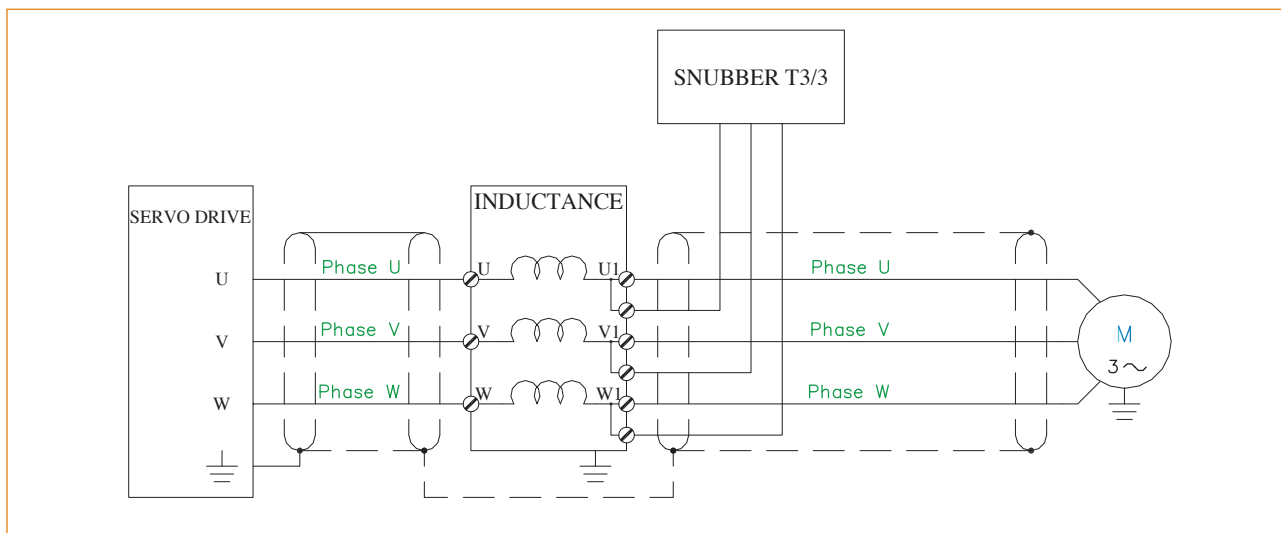 SNUBBER T3/3
SERVO DRIVE
INDUCTANCE
U
Phase U
U
U1
Phase U
V
Phase V
V
V1
Phase V
M
3~
W
Phase W
W
W1
Phase W